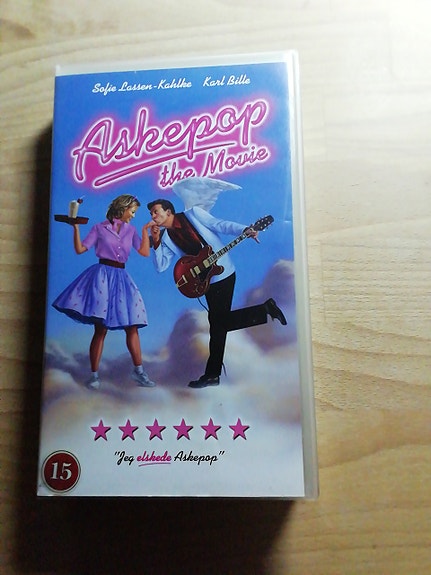 Sofie Lassen-Kahlke Karl Bille
Askepop
the Movie
"Jeg elskede Askepop"
15